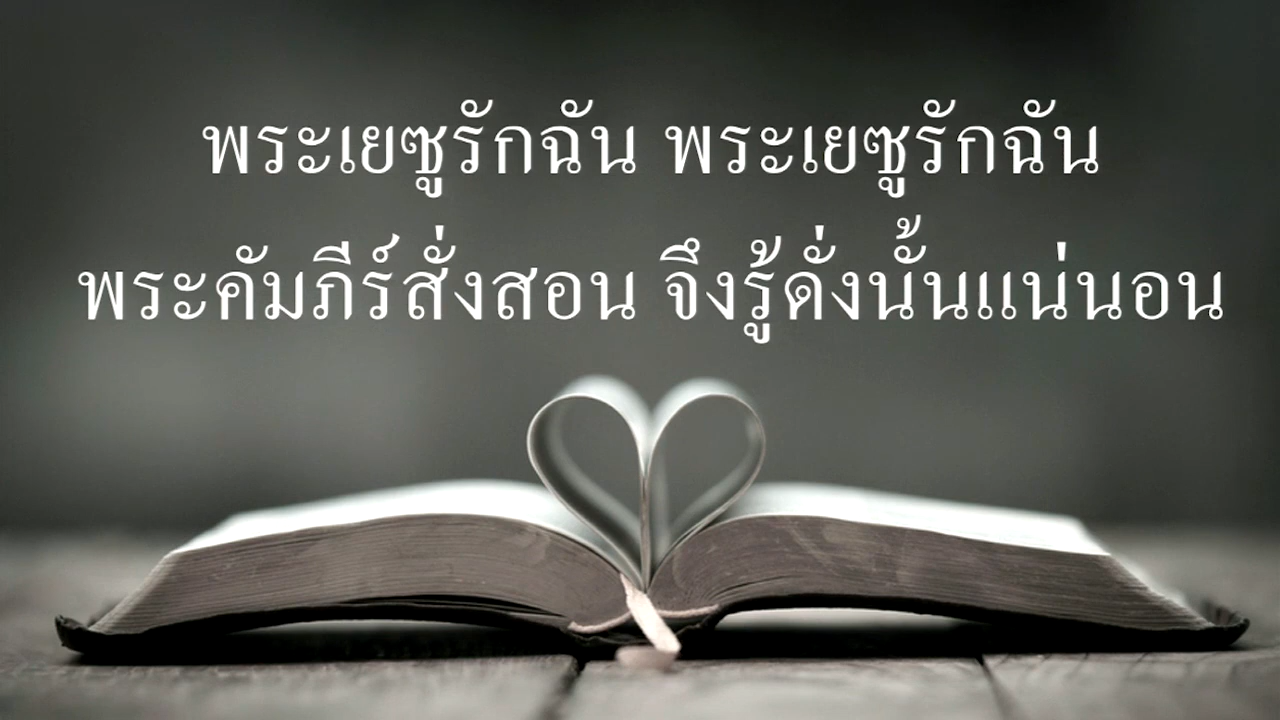 พระเยซูรักฉัน พระเยซูรักฉัน
พระคัมภีร์สั่งสอน จึงรู้ดั่งนั้นแน่นอน